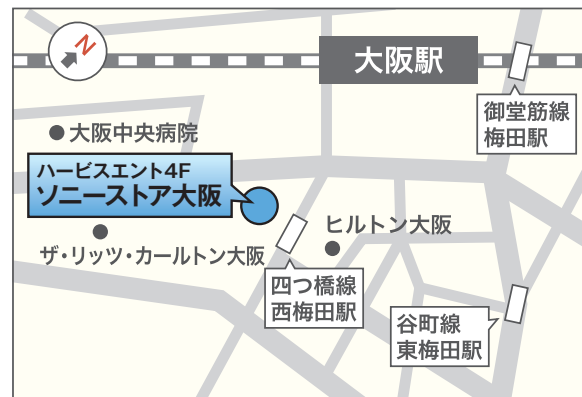 N
大阪駅
御堂筋線
梅田駅
大阪中央病院
ハービスエント4F
ソニーストア大阪
ザ・リッツ・カールトン大阪
ヒルトン大阪
四つ橋線
西梅田駅
谷町線
東梅田駅